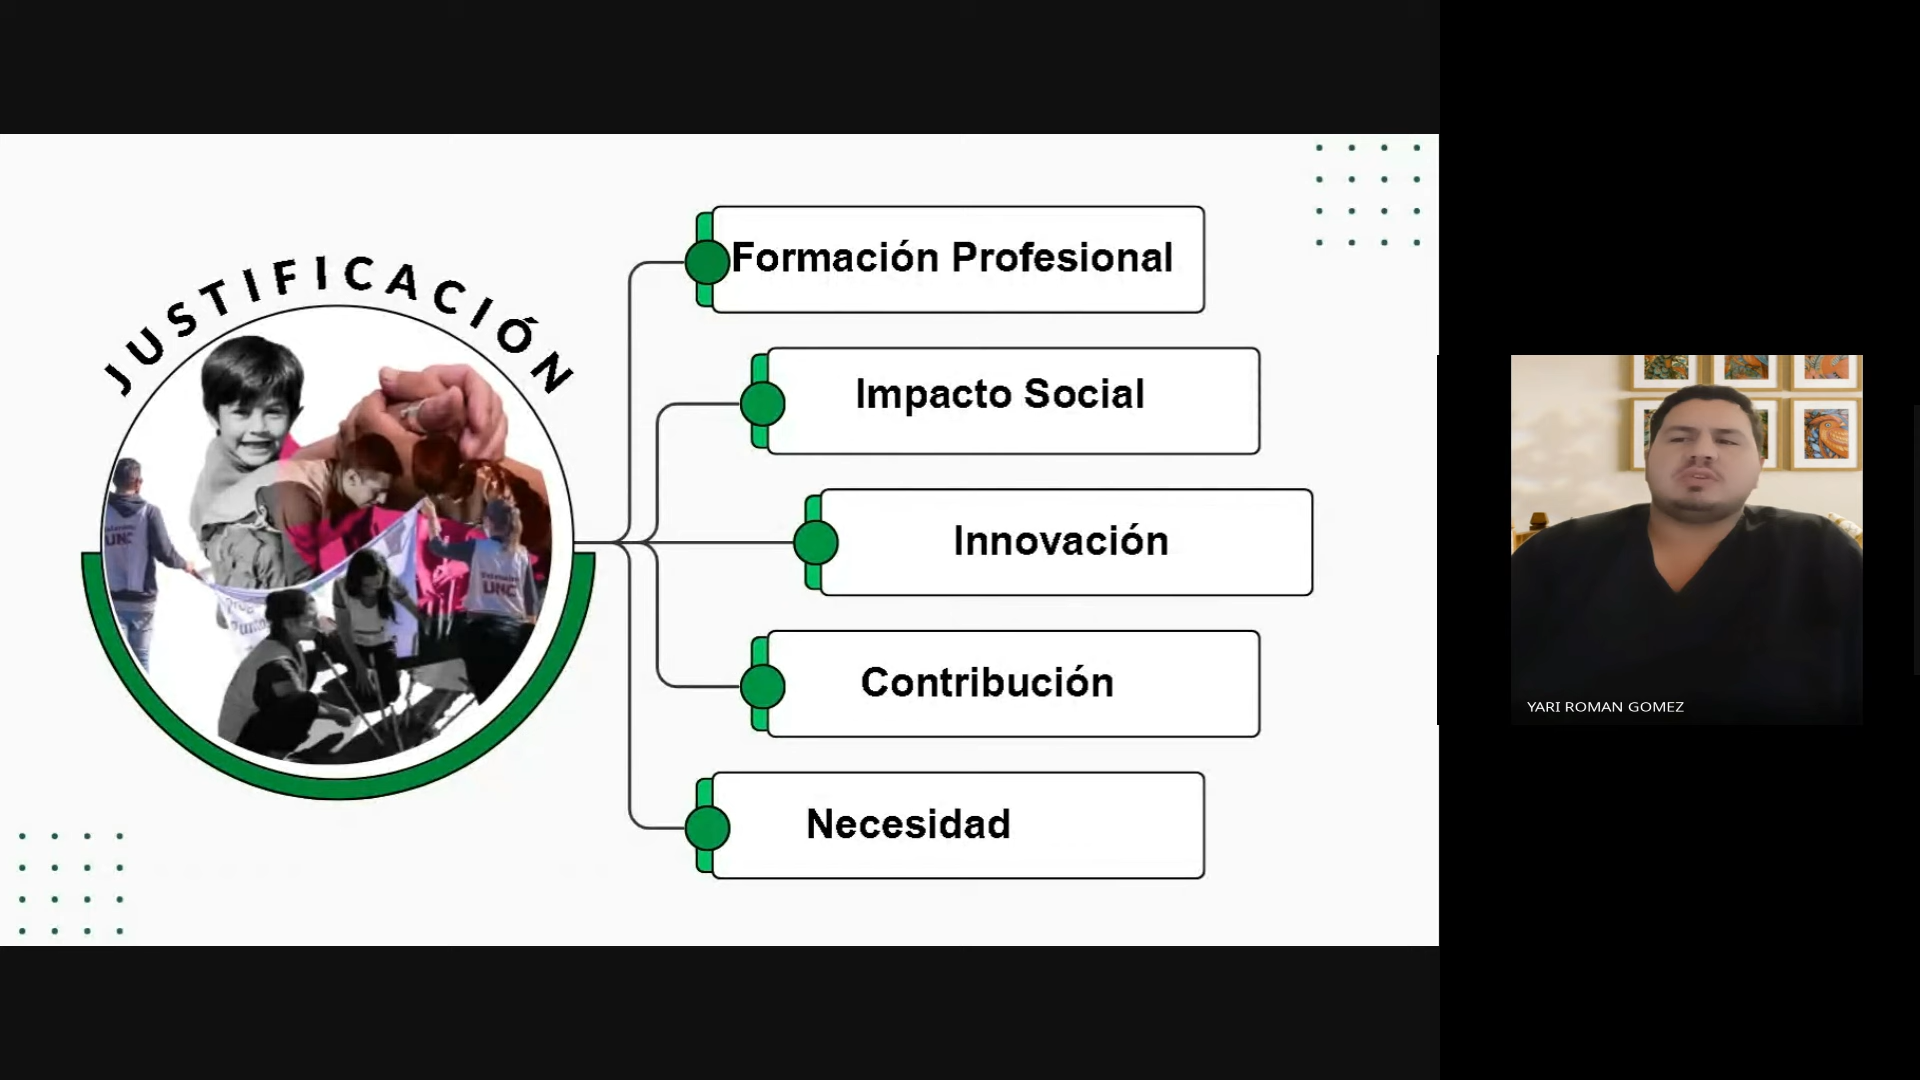 JUSTIFICACIÓN
Formación Profesional
Impacto Social
Innovación
Contribución
Necesidad
UNC
UNC
YARI ROMAN GOMEZ